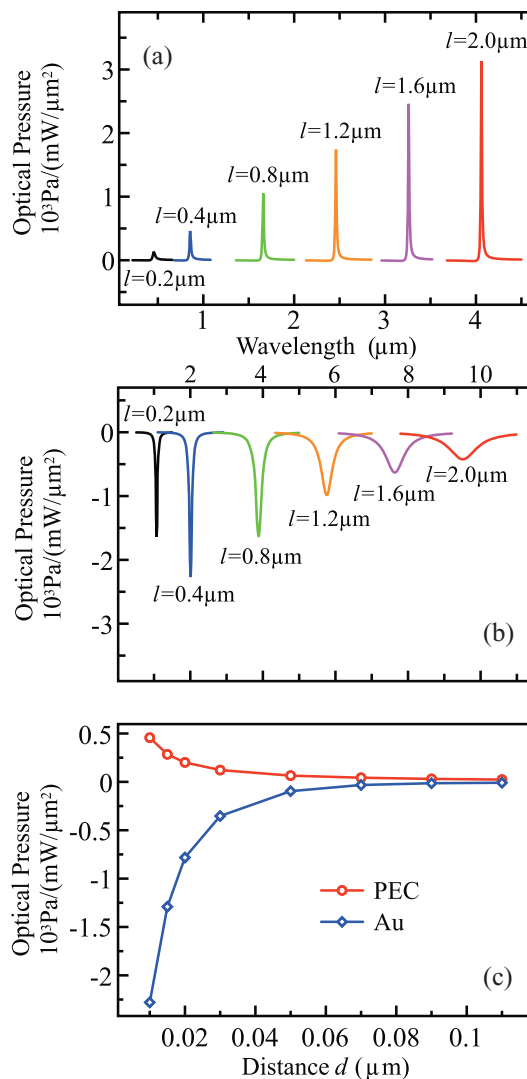 (a)
l=2.0µm
l=1.6µm
l=1.2µm
l=0.8µm
l=0.4µm
l=0.2µm
Optical Pressure
10³Pa/(mW/µm²)
3
2
1
0
1
2
3
4
Wavelength (µm)
2
4
6
8
10
l=0.2µm
l=0.4µm
l=0.8µm
l=1.2µm
l=1.6µm
l=2.0µm
Optical Pressure
10³Pa/(mW/µm²)
0
-1
-2
-3
(b)
Optical Pressure
10³Pa/(mW/µm²)
0.5
0
-0.5
-1
-1.5
-2
PEC
Au
(c)
0.02
0.04
0.06
0.08
0.1
Distance d (µm)